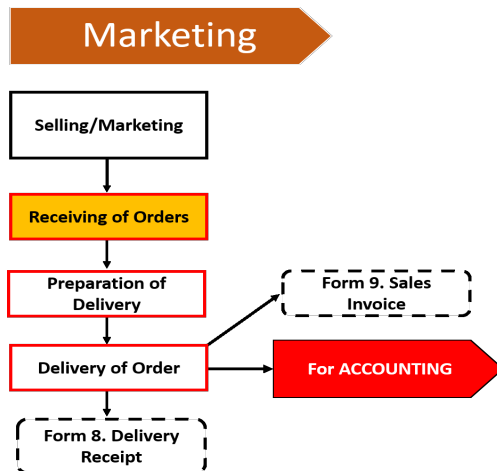 Marketing
Selling/Marketing
Receiving of Orders
Preparation of
Delivery
Form 9. Sales
Invoice
Delivery of Order
For ACCOUNTING
Form 8. Delivery
Receipt